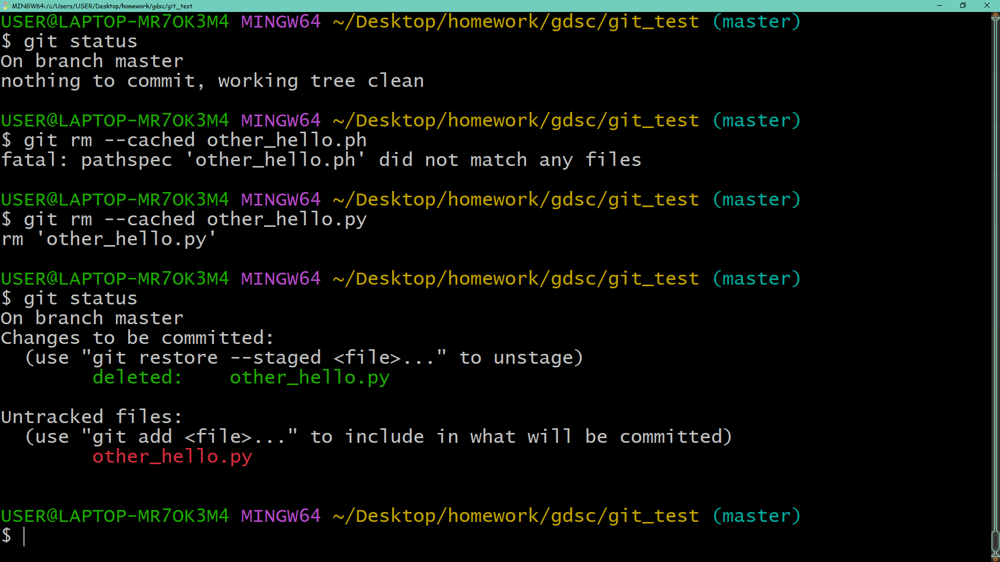 MINGW64:/c/Users/USER/Desktop/homework/gdsc/git_test
USER@LAPTOP-MR7OK3M4 MINGW64 ~/Desktop/homework/gdsc/git_test (master)
$ git status
On branch master
nothing to commit, working tree clean
USER@LAPTOP-MR7OK3M4 MINGW64 ~/Desktop/homework/gdsc/git_test (master)
$ git rm --cached other_hello.ph
fatal: pathspec 'other_hello.ph' did not match any files
USER@LAPTOP-MR7OK3M4 MINGW64 ~/Desktop/homework/gdsc/git_test (master)
$ git rm --cached other_hello.py
rm 'other_hello.py'
USER@LAPTOP-MR7OK3M4 MINGW64 ~/Desktop/homework/gdsc/git_test (master)
$ git status
On branch master
Changes to be committed:
  (use "git restore --staged <file>..." to unstage)
        deleted:    other_hello.py
Untracked files:
  (use "git add <file>..." to include in what will be committed)
        other_hello.py
USER@LAPTOP-MR7OK3M4 MINGW64 ~/Desktop/homework/gdsc/git_test (master)
$